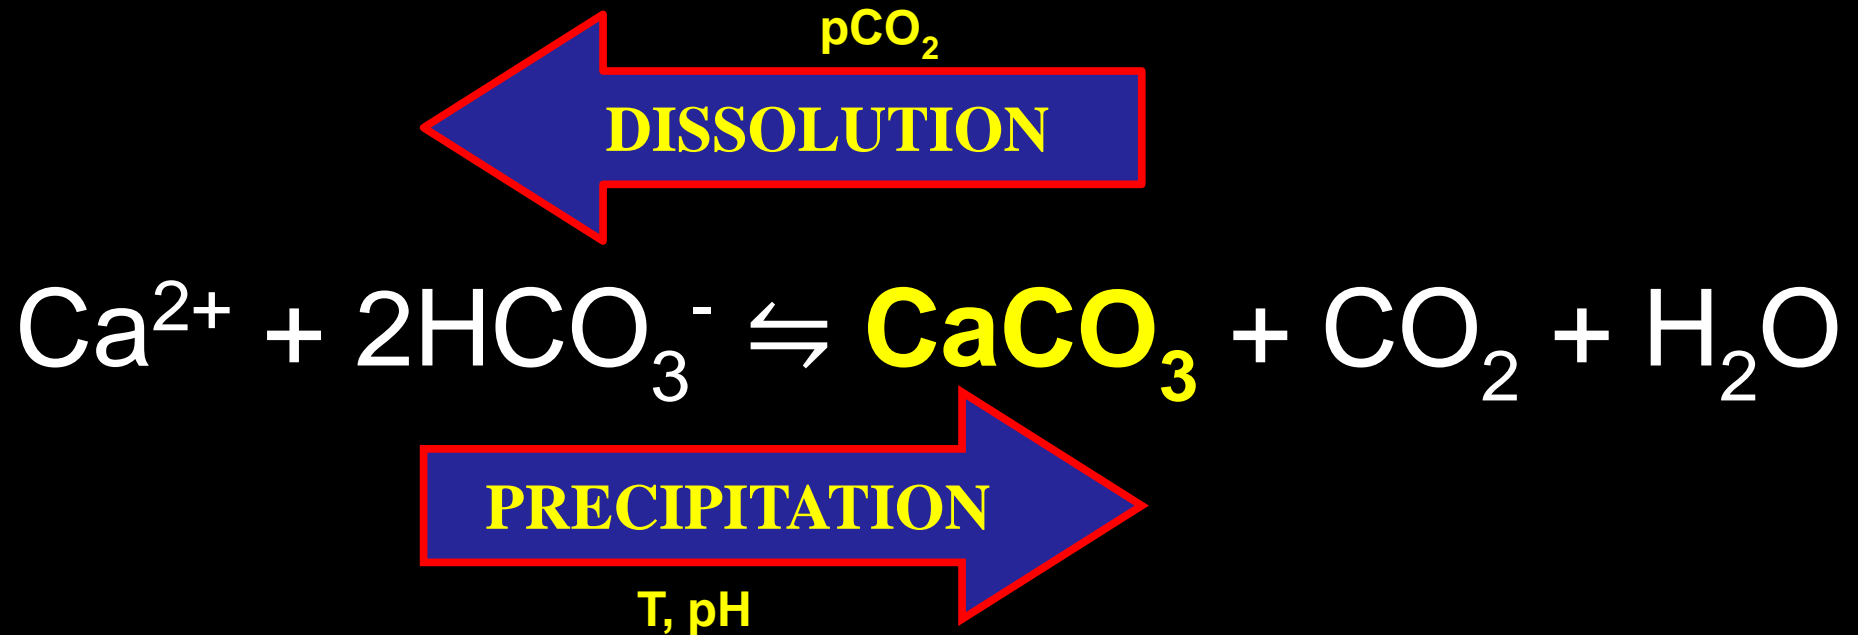 pCO₂
DISSOLUTION
Ca²⁺ + 2HCO₃⁻ ⇋ CaCO₃ + CO₂ + H₂O
PRECIPITATION
T, pH